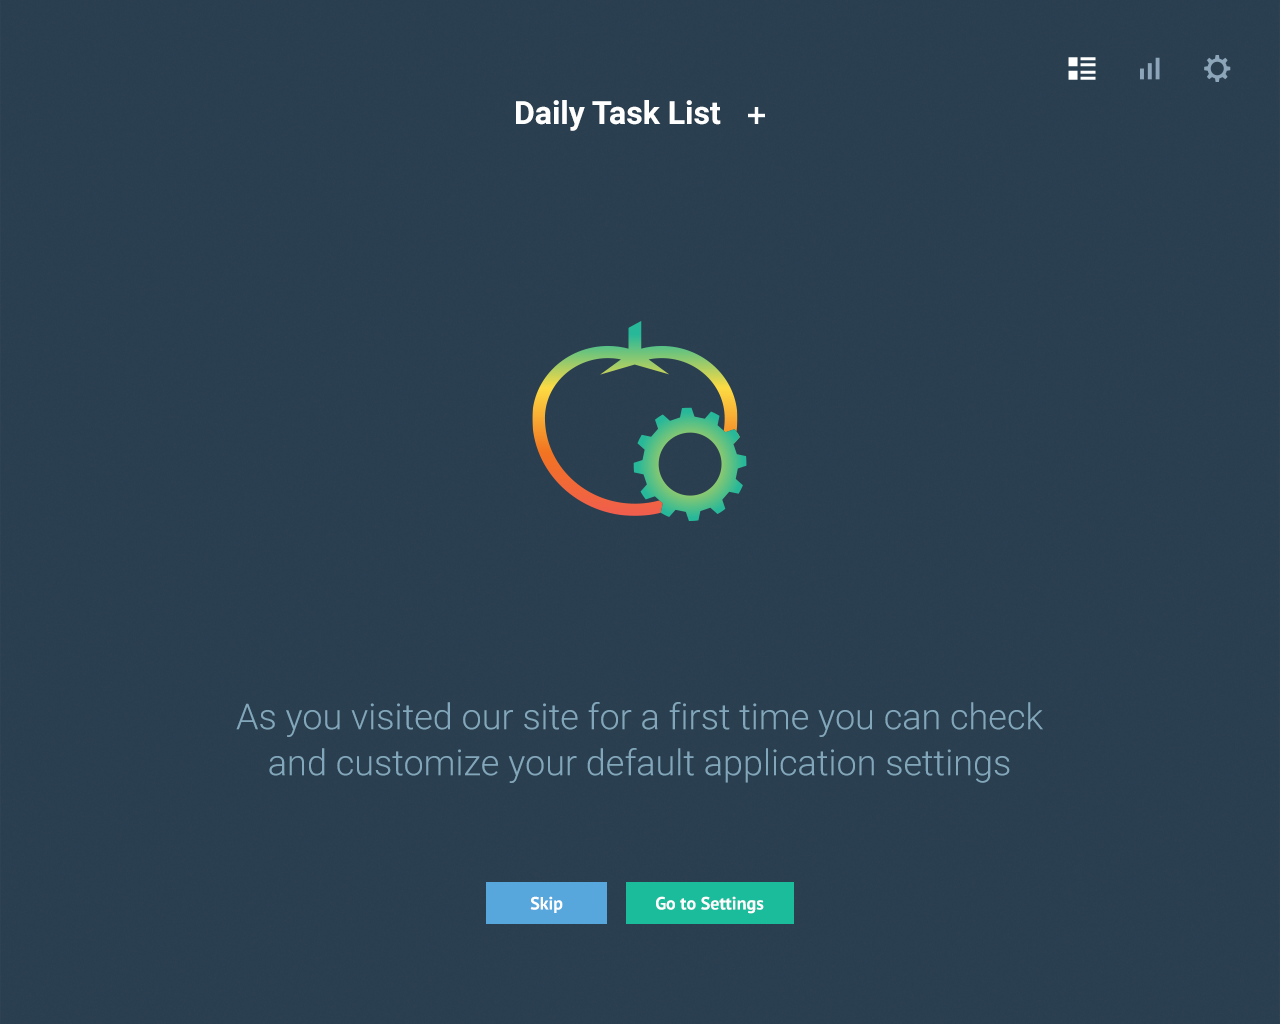 Daily Task List +
As you visited our site for a first time you can check
and customize your default application settings
Skip
Go to Settings